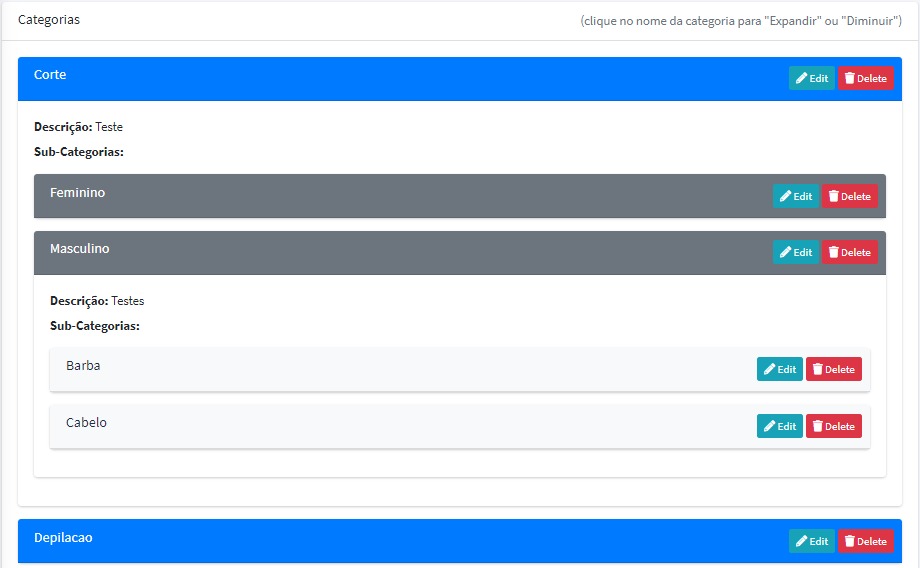 Categorias (clique no nome da categoria para "Expandir" ou "Diminuir")
Corte Edit Delete
Descrição: Teste
Sub-Categorias:
Feminino Edit Delete
Masculino Edit Delete
Descrição: Testes
Sub-Categorias:
Barba Edit Delete
Cabelo Edit Delete
Depilacao Edit Delete